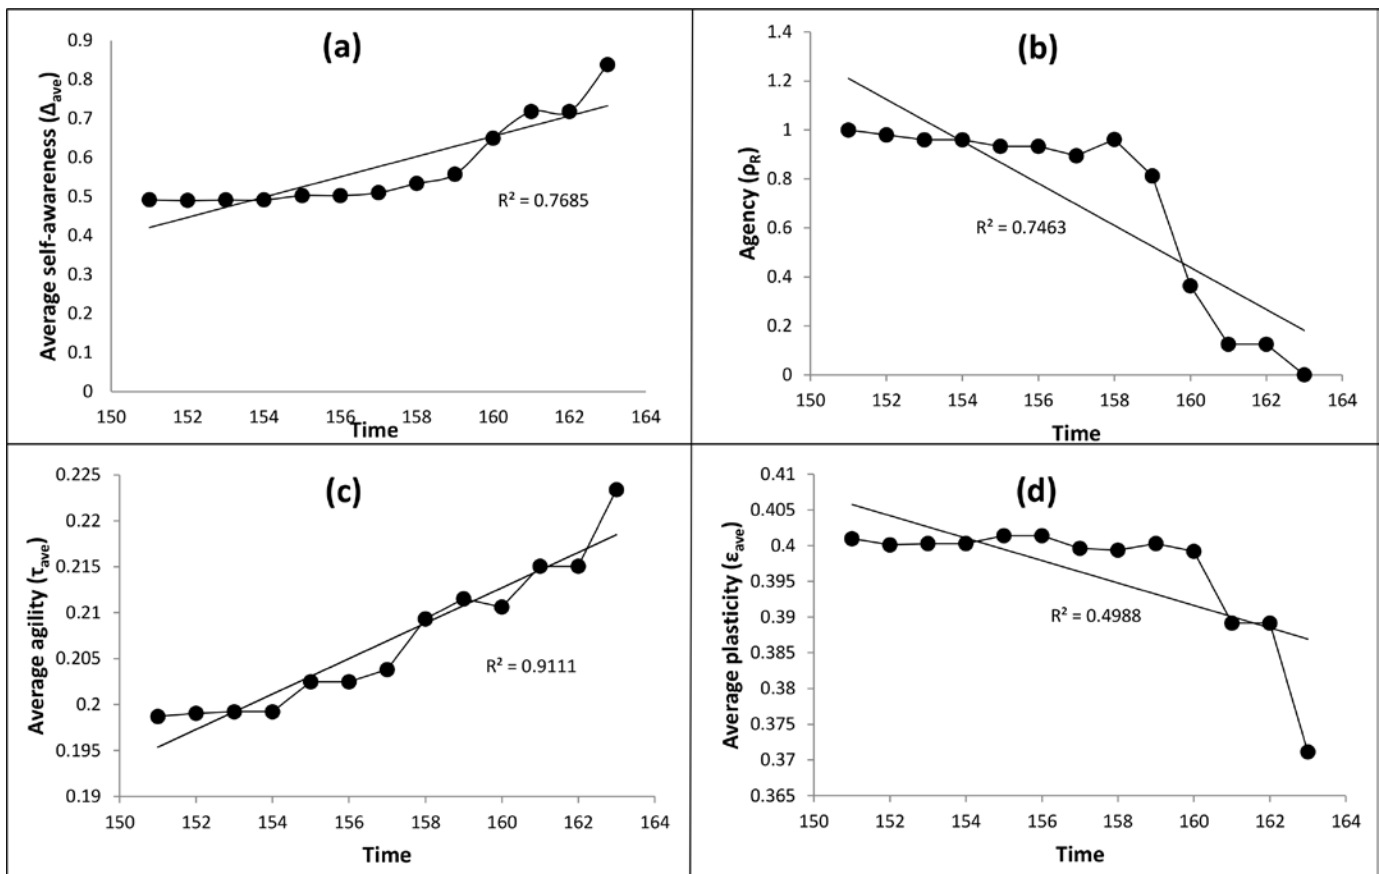 (a)
Average self-awareness (Δave)
0.9
0.8
0.7
0.6
0.5
0.4
0.3
0.2
0.1
0
R² = 0.7685
150 152 154 156 158 160 162 164
Time
(b)
Agency (ρR)
1.4
1.2
1
0.8
0.6
0.4
0.2
0
R² = 0.7463
150 152 154 156 158 160 162 164
Time
(c)
Average agility (τave)
0.225
0.22
0.215
0.21
0.205
0.2
0.195
0.19
R² = 0.9111
150 152 154 156 158 160 162 164
Time
(d)
Average plasticity (εave)
0.41
0.405
0.4
0.395
0.39
0.385
0.38
0.375
0.37
0.365
R² = 0.4988
150 152 154 156 158 160 162 164
Time